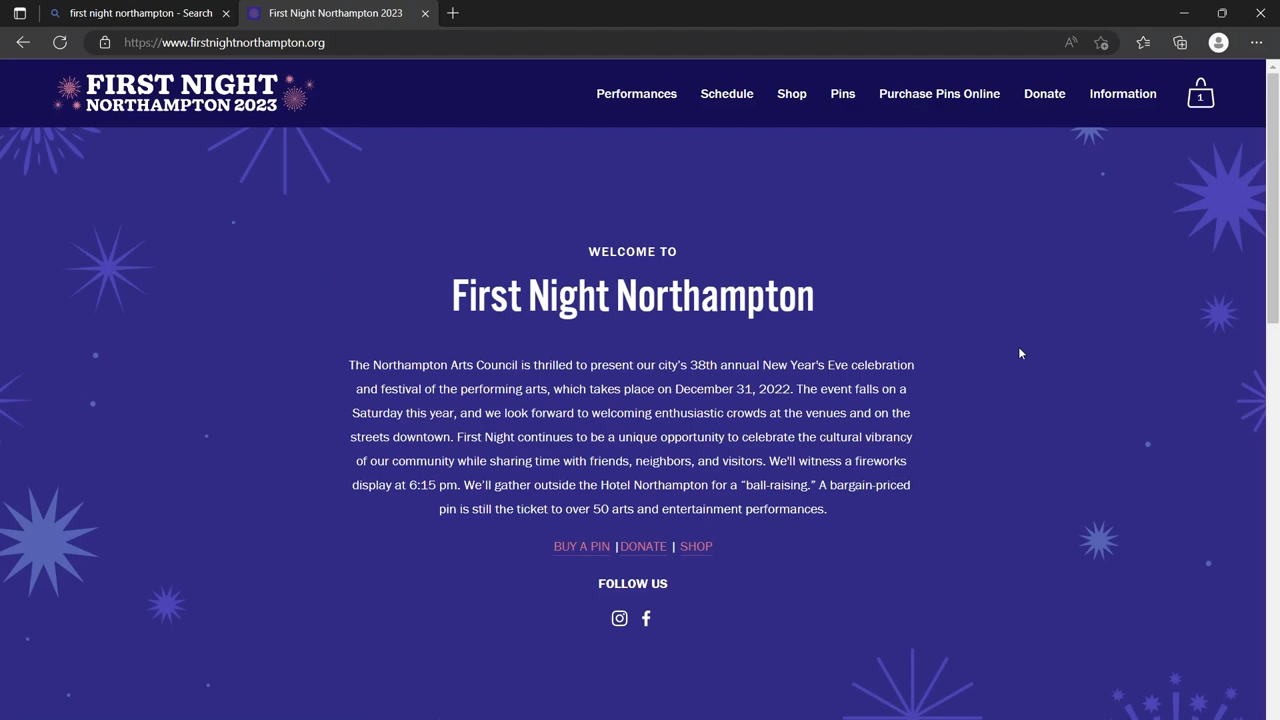 first night northampton - Search
First Night Northampton 2023
https://www.firstnightnorthampton.org
FIRST NIGHT
NORTHAMPTON 2023
Performances
Schedule
Shop
Pins
Purchase Pins Online
Donate
Information
1
WELCOME TO
First Night Northampton
The Northampton Arts Council is thrilled to present our city's 38th annual New Year's Eve celebration
and festival of the performing arts, which takes place on December 31, 2022. The event falls on a
Saturday this year, and we look forward to welcoming enthusiastic crowds at the venues and on the
streets downtown. First Night continues to be a unique opportunity to celebrate the cultural vibrancy
of our community while sharing time with friends, neighbors, and visitors. We'll witness a fireworks
display at 6:15 pm. We'll gather outside the Hotel Northampton for a “ball-raising.” A bargain-priced
pin is still the ticket to over 50 arts and entertainment performances.
BUY A PIN | DONATE | SHOP
FOLLOW US